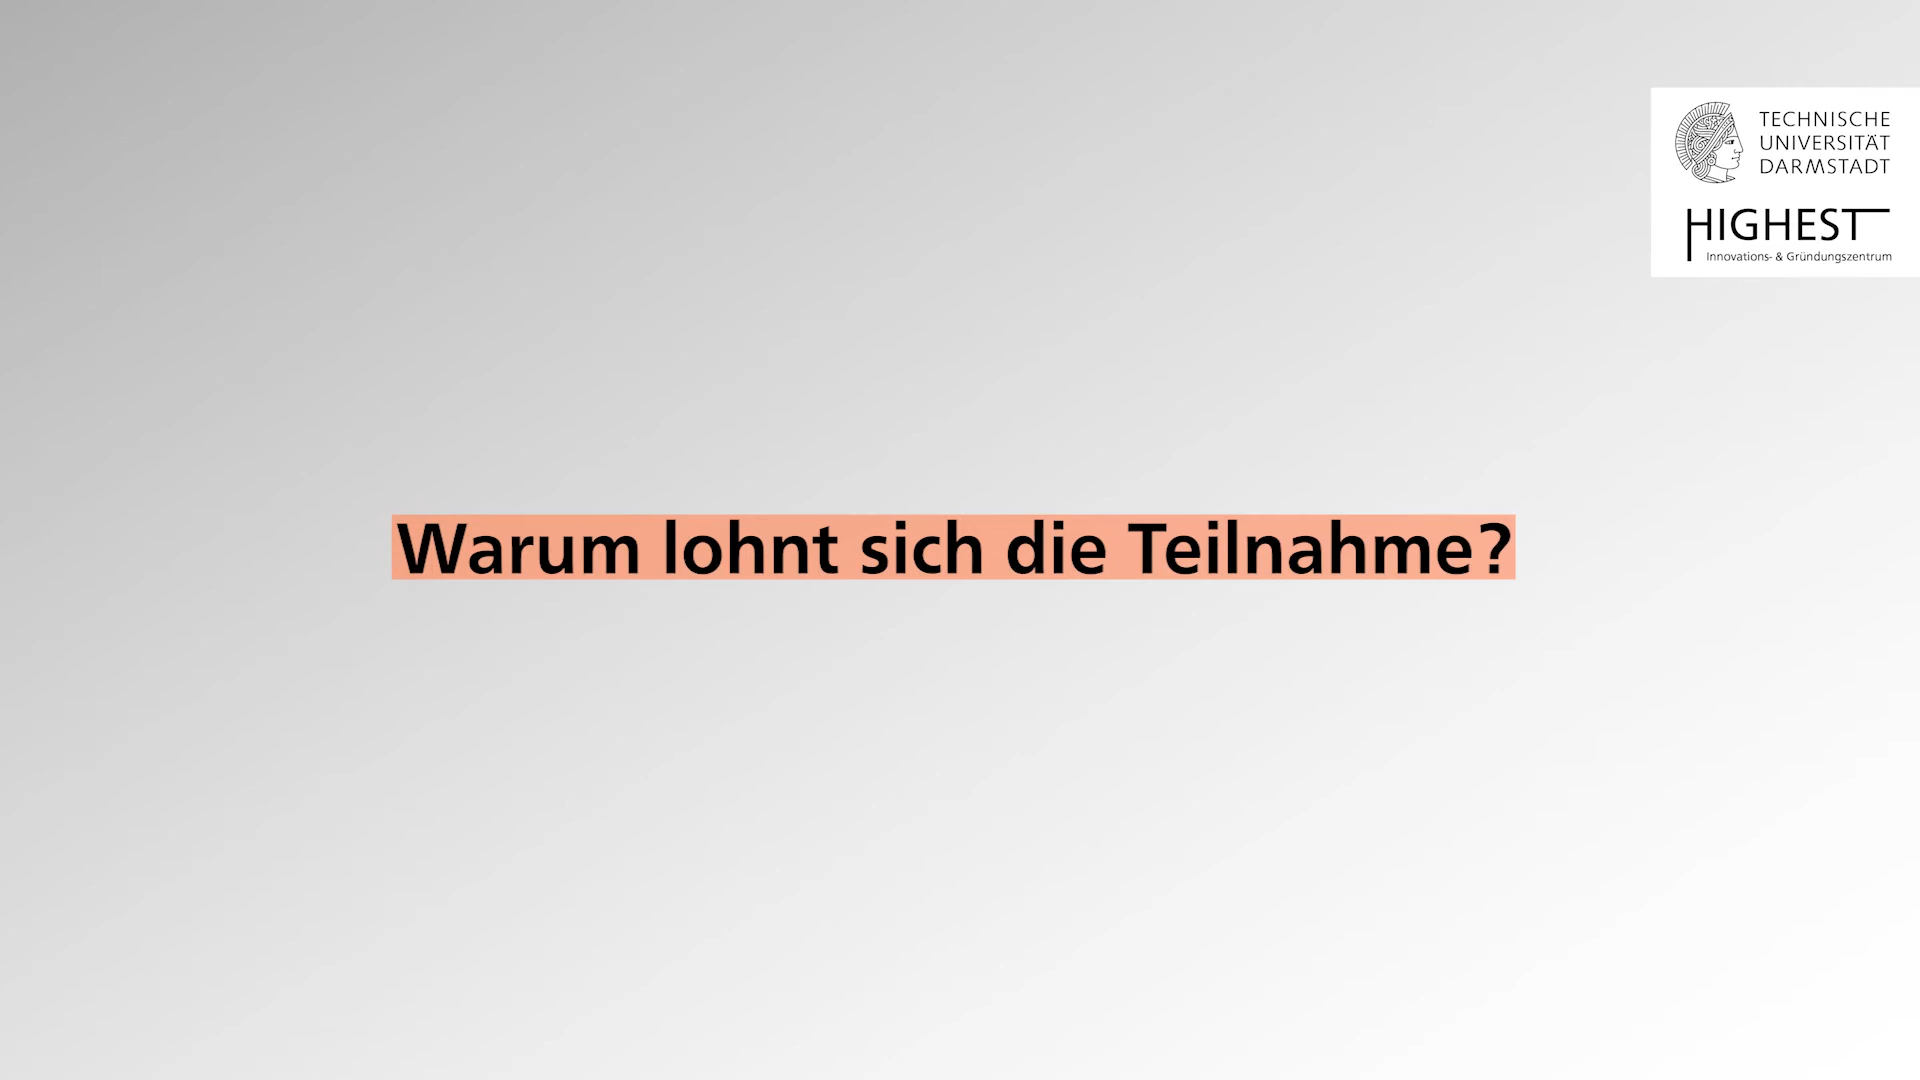 TECHNISCHE
UNIVERSITÄT
DARMSTADT
HIGHEST
Innovations- & Gründungszentrum
Warum lohnt sich die Teilnahme?